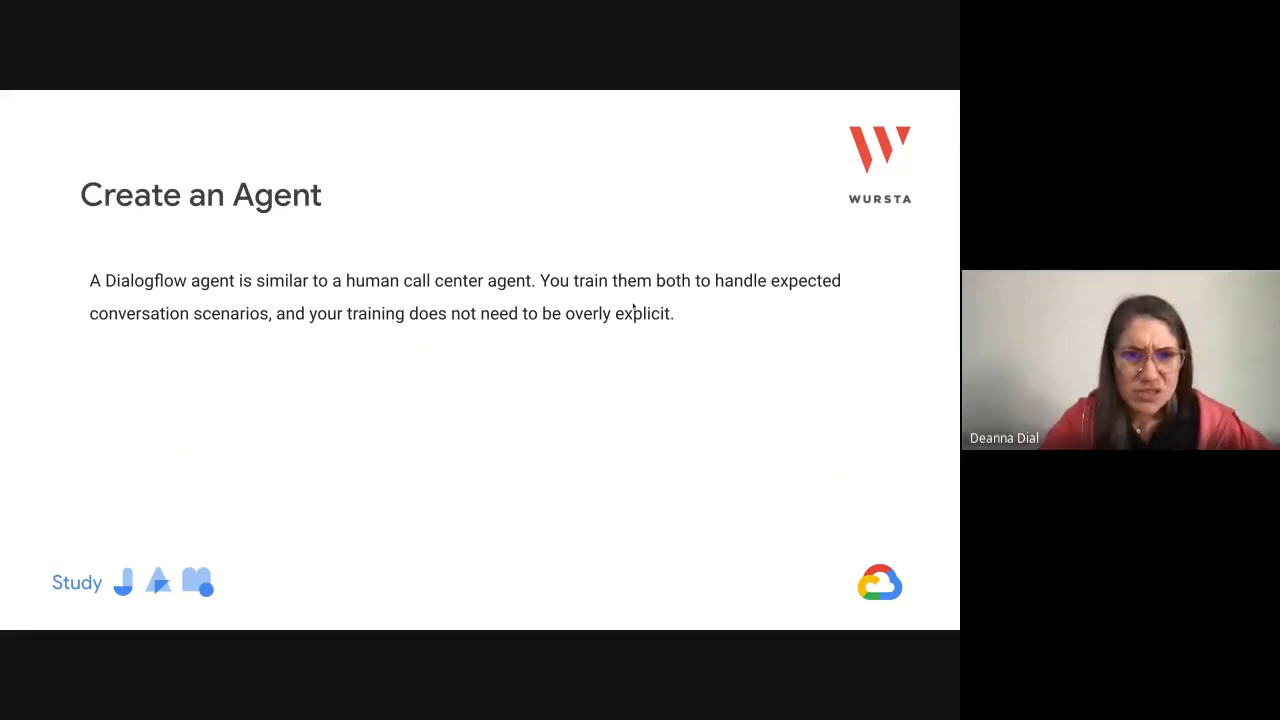 Create an Agent
WURSTA
A Dialogflow agent is similar to a human call center agent. You train them both to handle expected
conversation scenarios, and your training does not need to be overly explicit.
Deanna Dial
Study JAM